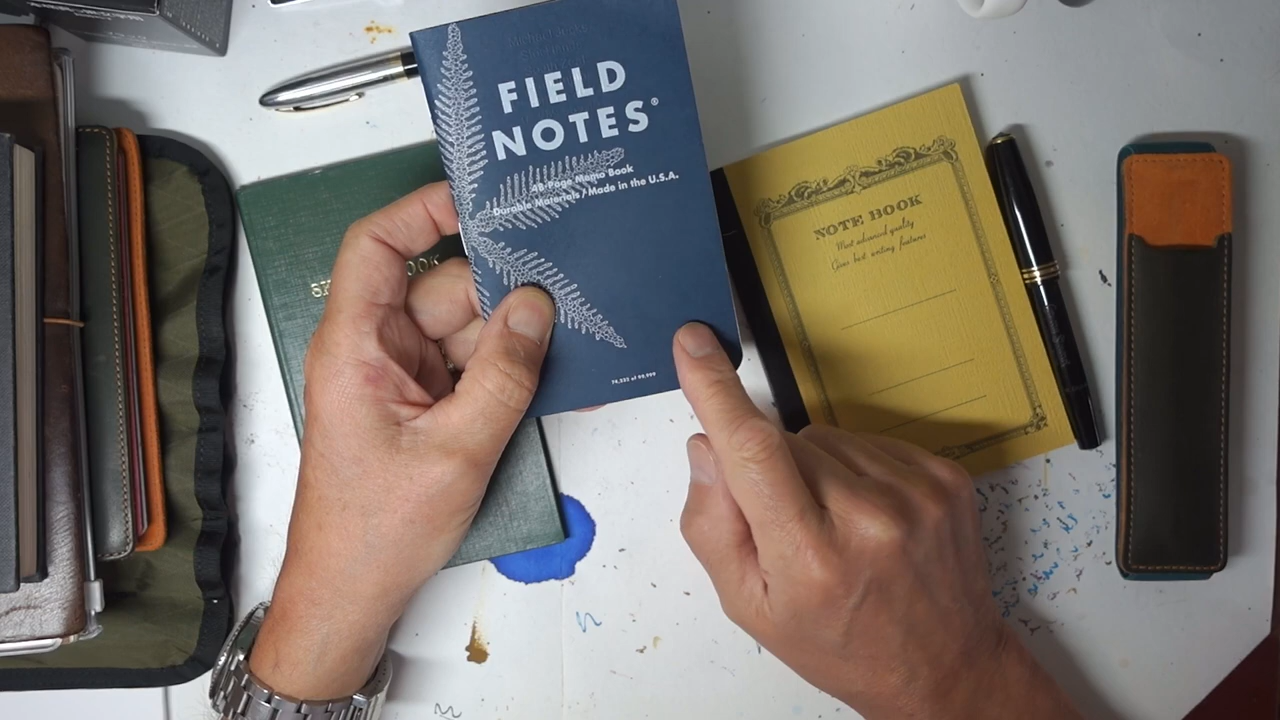 FIELD
NOTES®
48-Page Memo Book
Durable Materials / Made in the U.S.A.
NOTE BOOK
Most advanced quality
Gives best writing features